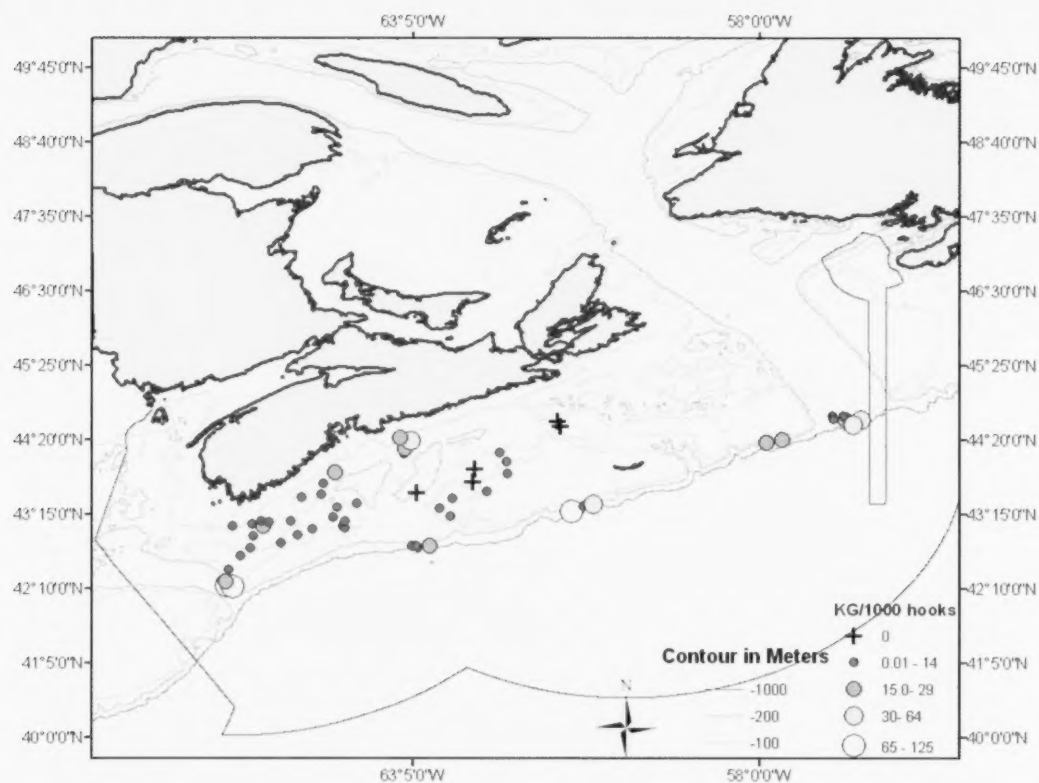 63°5'0"W 58°0'0"W
49°45'0"N 49°45'0"N
48°40'0"N 48°40'0"N
47°35'0"N 47°35'0"N
46°30'0"N 46°30'0"N
45°25'0"N 45°25'0"N
44°20'0"N 44°20'0"N
43°15'0"N 43°15'0"N
42°10'0"N 42°10'0"N
KG/1000 hooks
0
Contour in Meters
41°5'0"N 0.01 - 14 41°5'0"N
N
-1000 15.0- 29
-200 30- 64
40°0'0"N -100 65 - 125 40°0'0"N
63°5'0"W 58°0'0"W